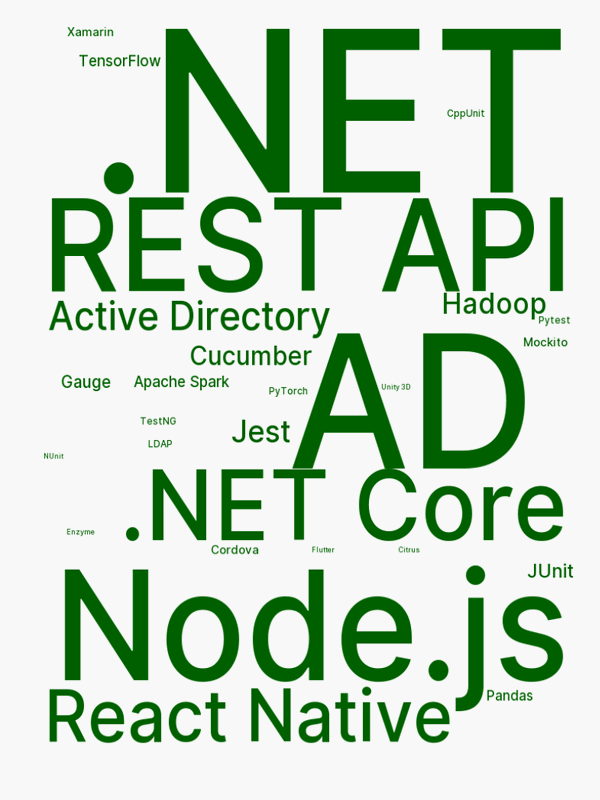 Xamarin
TensorFlow
.NET
CppUnit
REST API
Active Directory
Hadoop
Pytest
Mockito
Cucumber
Gauge
Apache Spark
PyTorch
Unity 3D
AD
TestNG
Jest
LDAP
NUnit
.NET Core
Enzyme
Cordova
Flutter
Citrus
JUnit
Node.js
Pandas
React Native